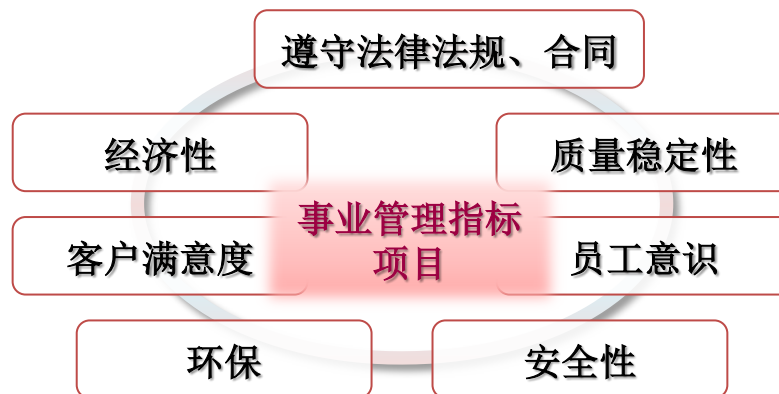 遵守法律法规、合同
经济性
质量稳定性
事业管理指标
项目
客户满意度
员工意识
环保
安全性